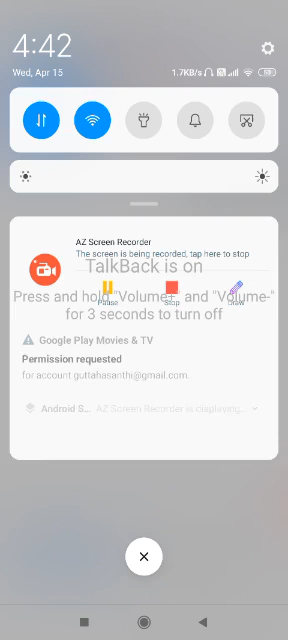 4:42
Wed, Apr 15
1.7KB/s
AZ Screen Recorder
The screen is being recorded, tap here to stop
TalkBack is on
Press and hold "Volume+" and "Volume-"
for 3 seconds to turn off
Pause
Stop
Draw
Google Play Movies & TV
Permission requested
for account guttahasanthi@gmail.com.
Android S... AZ Screen Recorder is displaying...